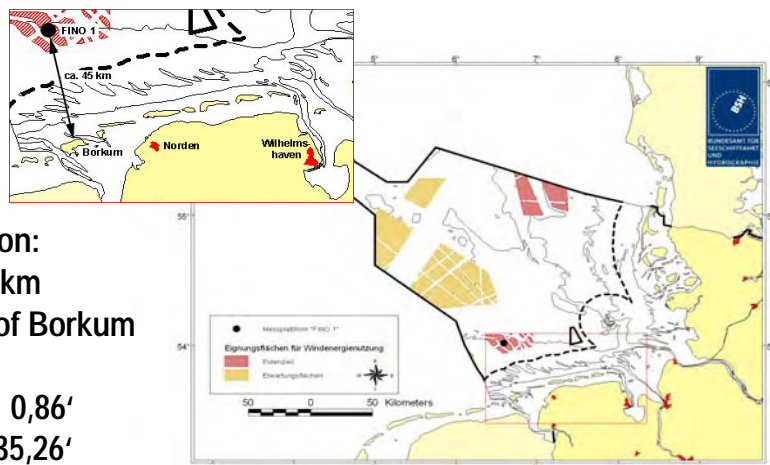 FINO 1
ca. 45 km
Borkum
Norden
Wilhelms-
haven
on:
km
of Borkum
0,86‘
35,26‘
5°
6°
7°
8°
9°
55°
54°
BSH
BUNDESAMT FÜR
SEESCHIFFFAHRT
UND
HYDROGRAPHIE
Messplattform "FINO 1"
Eignungsflächen für Windenergienutzung
Potenziell
Erwartungsflächen
50 0 50 Kilometers